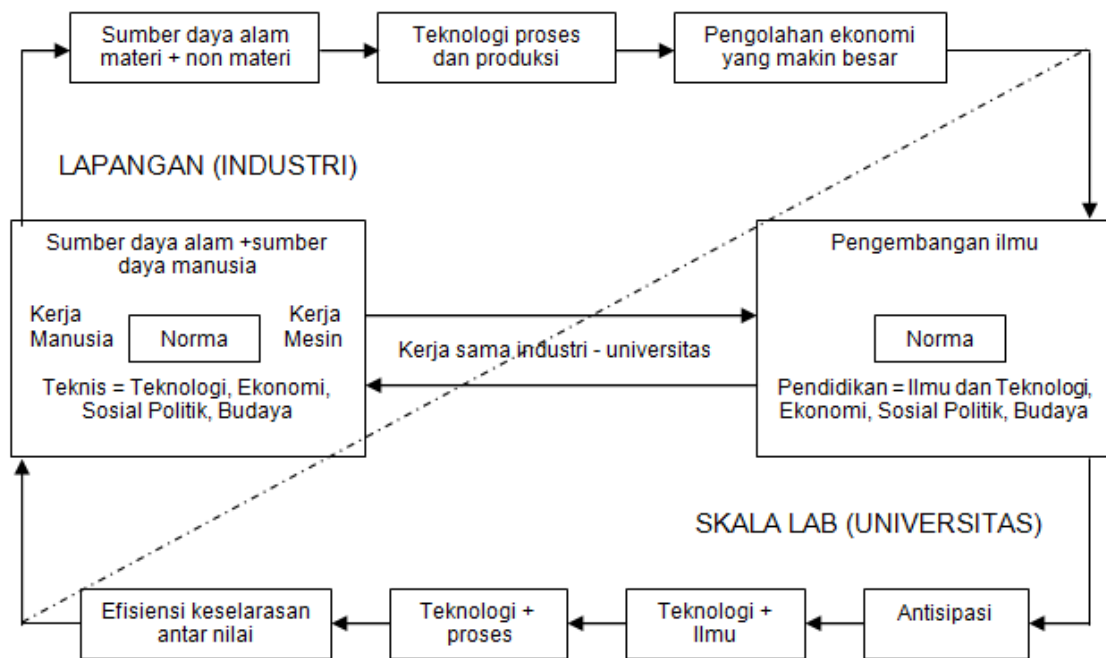 Sumber daya alam
materi + non materi
Teknologi proses
dan produksi
Pengolahan ekonomi
yang makin besar
LAPANGAN (INDUSTRI)
Sumber daya alam +sumber
daya manusia
Kerja
Manusia
Norma
Kerja
Mesin
Teknis = Teknologi, Ekonomi,
Sosial Politik, Budaya
Kerja sama industri - universitas
Pengembangan ilmu
Norma
Pendidikan = Ilmu dan Teknologi,
Ekonomi, Sosial Politik, Budaya
SKALA LAB (UNIVERSITAS)
Efisiensi keselarasan
antar nilai
Teknologi +
proses
Teknologi +
Ilmu
Antisipasi